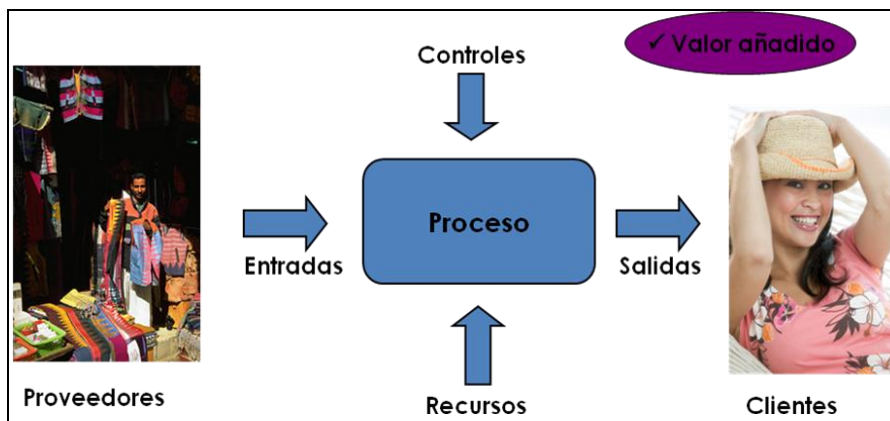 ✓ Valor añadido
Controles
Proceso
Entradas
Salidas
Proveedores
Recursos
Clientes